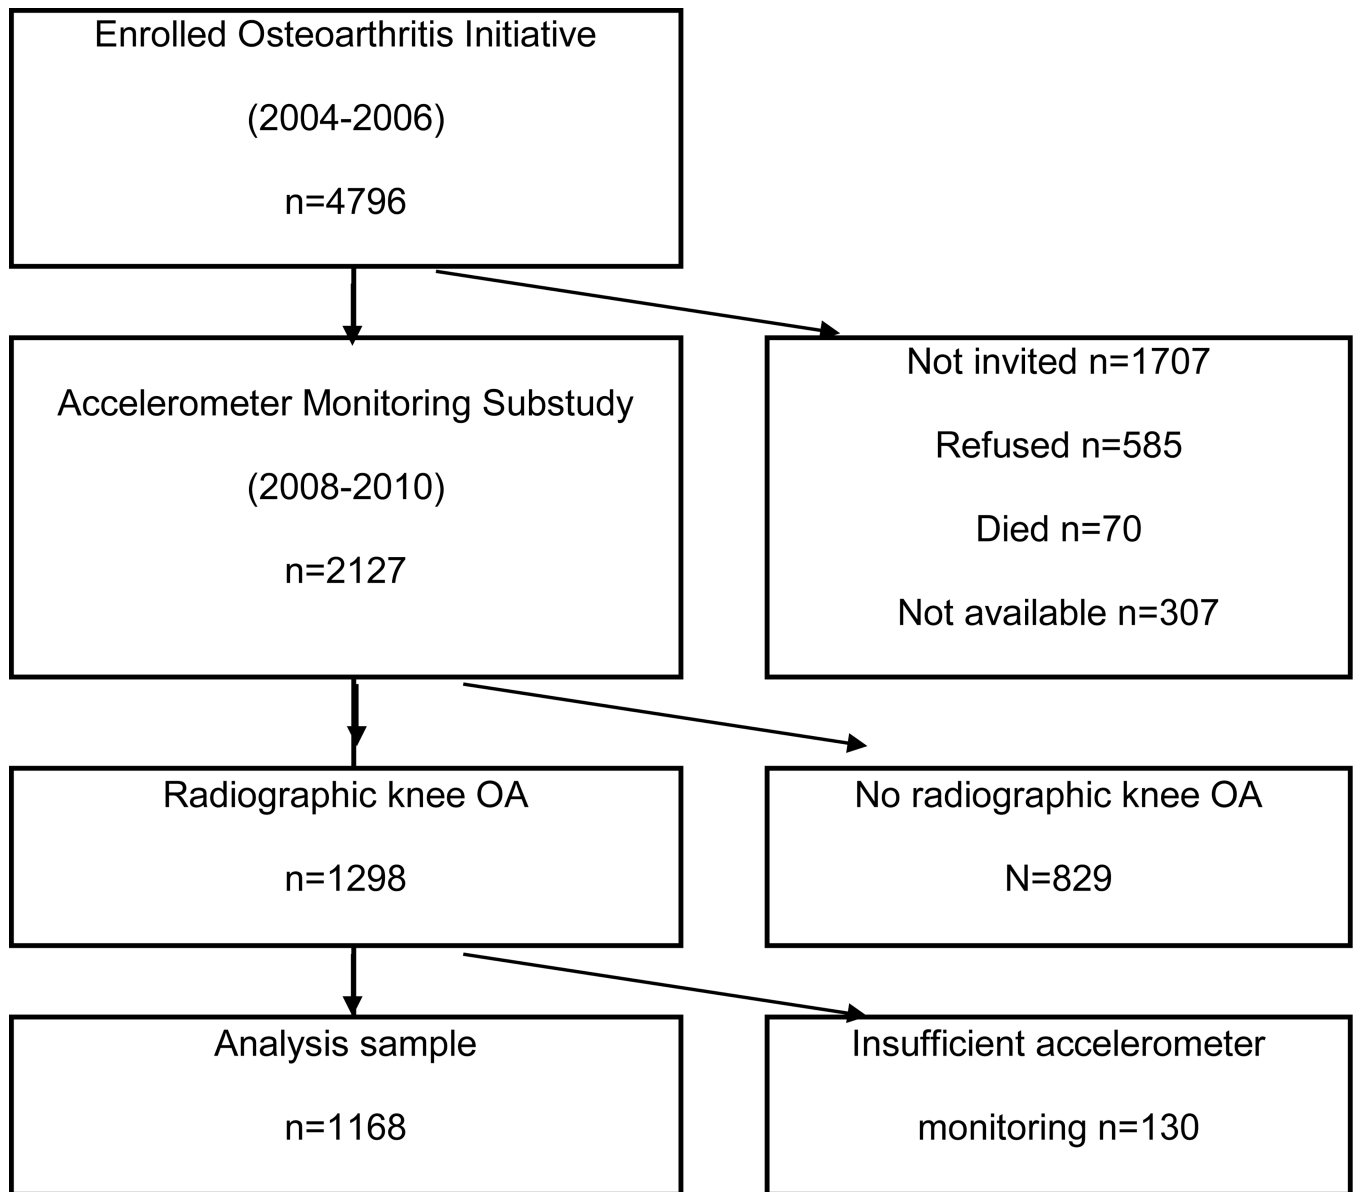 Enrolled Osteoarthritis Initiative
(2004-2006)
n=4796
Accelerometer Monitoring Substudy
(2008-2010)
n=2127
Not invited n=1707
Refused n=585
Died n=70
Not available n=307
Radiographic knee OA
n=1298
No radiographic knee OA
N=829
Analysis sample
n=1168
Insufficient accelerometer
monitoring n=130